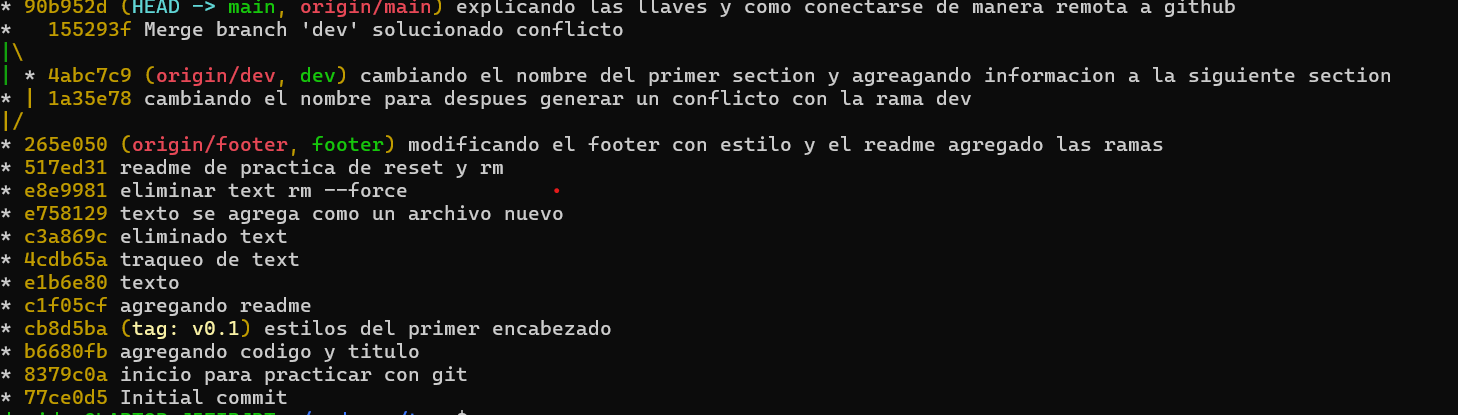 * 90b952d (HEAD -> main, origin/main) explicando las llaves y como conectarse de manera remota a github
*   155293f Merge branch 'dev' solucionado conflicto
|\
| * 4abc7c9 (origin/dev, dev) cambiando el nombre del primer section y agreagando informacion a la siguiente section
* | 1a35e78 cambiando el nombre para despues generar un conflicto con la rama dev
|/
* 265e050 (origin/footer, footer) modificando el footer con estilo y el readme agregado las ramas
* 517ed31 readme de practica de reset y rm
* e8e9981 eliminar text rm --force
* e758129 texto se agrega como un archivo nuevo
* c3a869c eliminado text
* 4cdb65a traqueo de text
* e1b6e80 texto
* c1f05cf agregando readme
* cb8d5ba (tag: v0.1) estilos del primer encabezado
* b6680fb agregando codigo y titulo
* 8379c0a inicio para practicar con git
* 77ce0d5 Initial commit